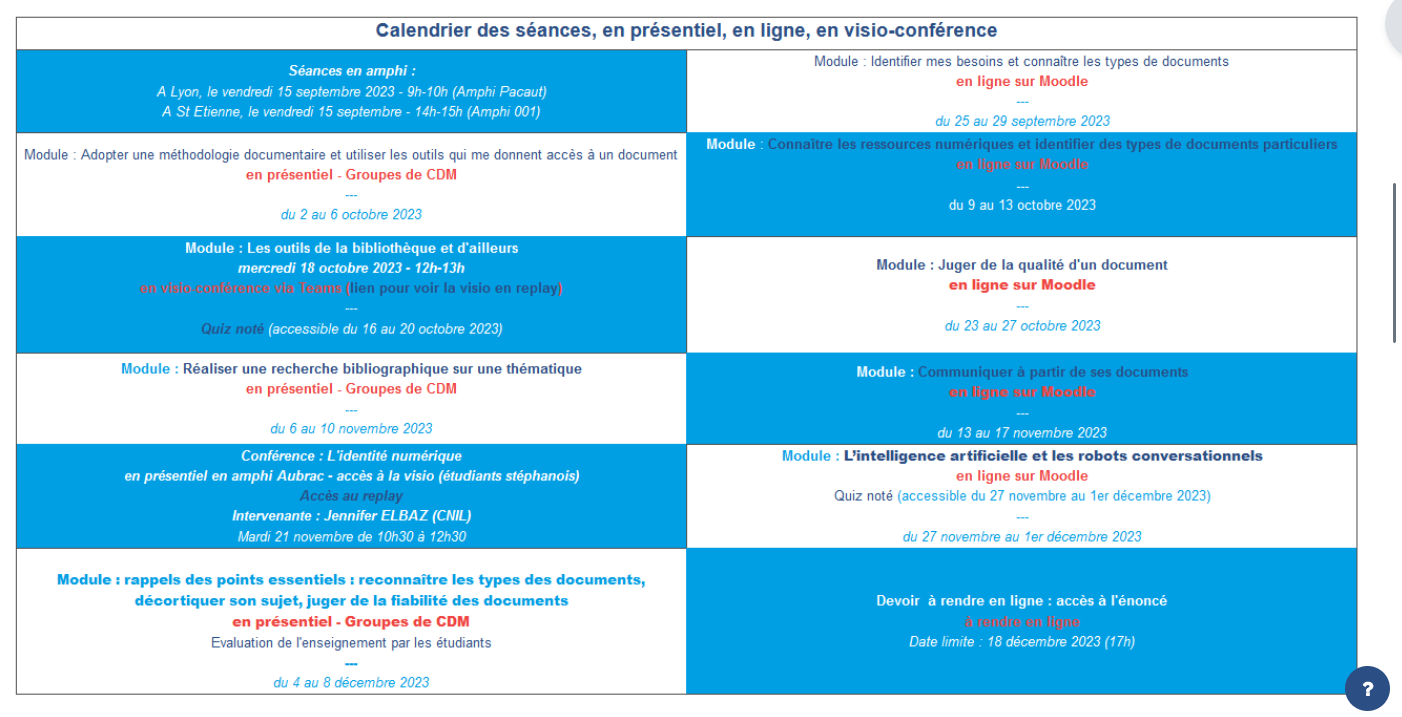 Calendrier des séances, en présentiel, en ligne, en visio-conférence
Séances en amphi :
A Lyon, le vendredi 15 septembre 2023 - 9h-10h (Amphi Pacaut)
A St Etienne, le vendredi 15 septembre - 14h-15h (Amphi 001)
Module : Identifier mes besoins et connaître les types de documents
en ligne sur Moodle
---
du 25 au 29 septembre 2023
Module : Adopter une méthodologie documentaire et utiliser les outils qui me donnent accès à un document
en présentiel - Groupes de CDM
---
du 2 au 6 octobre 2023
Module : Connaître les ressources numériques et identifier des types de documents particuliers
en ligne sur Moodle
---
du 9 au 13 octobre 2023
Module : Les outils de la bibliothèque et d'ailleurs
mercredi 18 octobre 2023 - 12h-13h
en visio-conférence via Teams (lien pour voir la visio en replay)
---
Quiz noté (accessible du 16 au 20 octobre 2023)
Module : Juger de la qualité d'un document
en ligne sur Moodle
---
du 23 au 27 octobre 2023
Module : Réaliser une recherche bibliographique sur une thématique
en présentiel - Groupes de CDM
---
du 6 au 10 novembre 2023
Module : Communiquer à partir de ses documents
en ligne sur Moodle
---
du 13 au 17 novembre 2023
Conférence : L'identité numérique
en présentiel en amphi Aubrac - accès à la visio (étudiants stéphanois)
Accès au replay
Intervenante : Jennifer ELBAZ (CNIL)
Mardi 21 novembre de 10h30 à 12h30
Module : L'intelligence artificielle et les robots conversationnels
en ligne sur Moodle
Quiz noté (accessible du 27 novembre au 1er décembre 2023)
---
du 27 novembre au 1er décembre 2023
Module : rappels des points essentiels : reconnaître les types des documents,
décortiquer son sujet, juger de la fiabilité des documents
en présentiel - Groupes de CDM
Evaluation de l'enseignement par les étudiants
---
du 4 au 8 décembre 2023
Devoir à rendre en ligne : accès à l'énoncé
à rendre en ligne
Date limite : 18 décembre 2023 (17h)
?